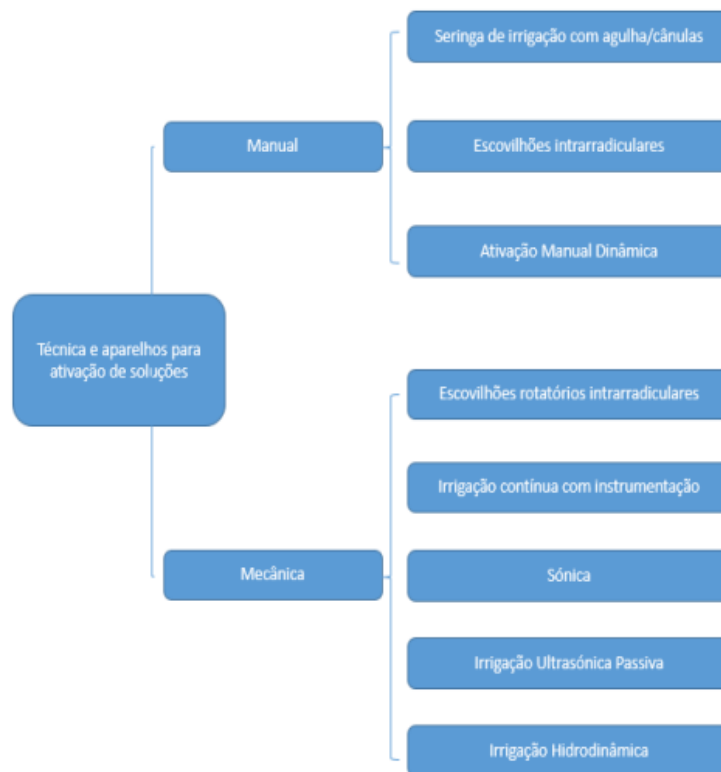 Técnica e aparelhos para
ativação de soluções
Manual
Seringa de irrigação com agulha/cânulas
Escovilhões intrarradiculares
Ativação Manual Dinâmica
Mecânica
Escovilhões rotatórios intrarradiculares
Irrigação contínua com instrumentação
Sónica
Irrigação Ultrasónica Passiva
Irrigação Hidrodinâmica